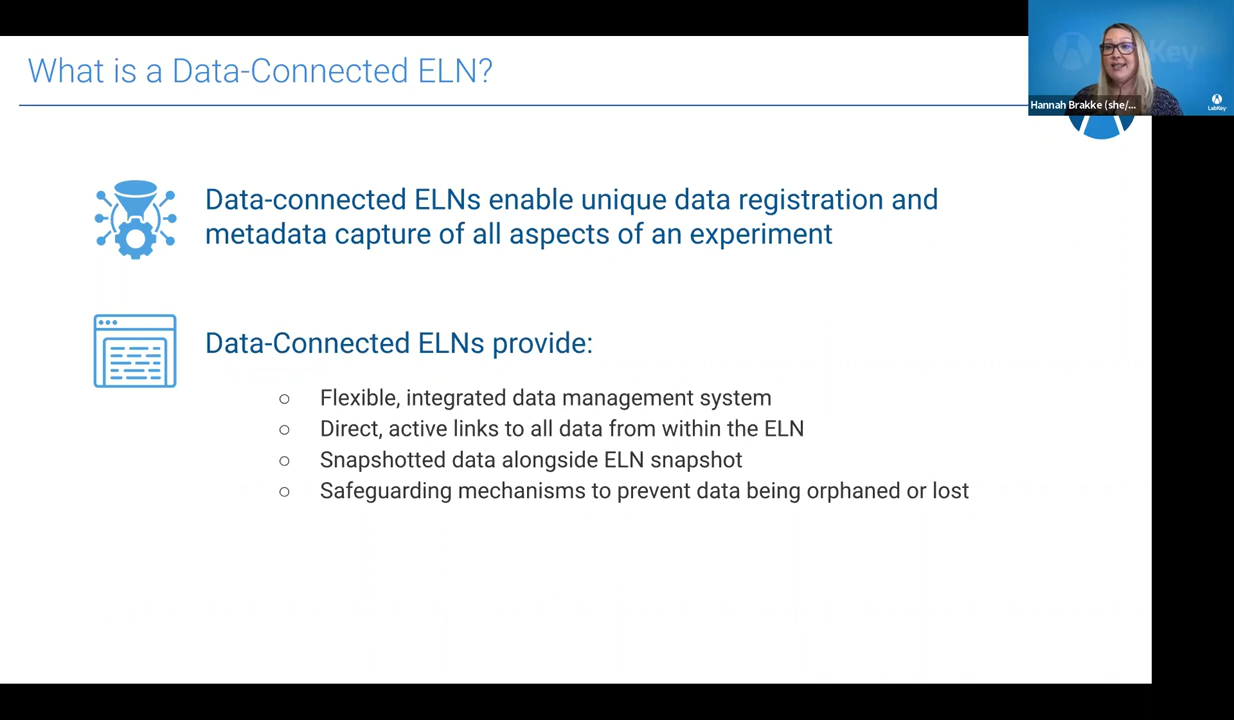 What is a Data-Connected ELN?
Key
Hannah Brakke (she/...
LabKey
Data-connected ELNs enable unique data registration and
metadata capture of all aspects of an experiment
Data-Connected ELNs provide:
○ Flexible, integrated data management system
○ Direct, active links to all data from within the ELN
○ Snapshotted data alongside ELN snapshot
○ Safeguarding mechanisms to prevent data being orphaned or lost